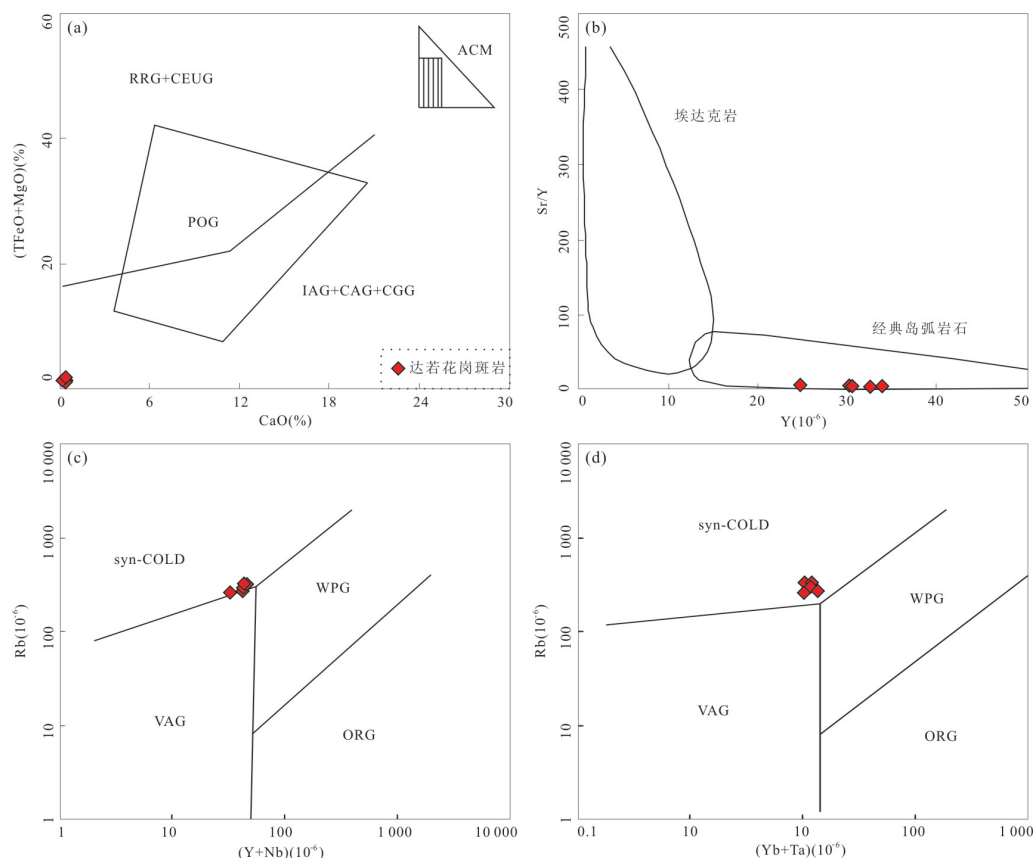 (a)
60
40
20
0
(TFeO+MgO)(%)
RRG+CEUG
ACM
POG
IAG+CAG+CGG
达若花岗斑岩
0 6 12 18 24 30
CaO(%)
(b)
500
400
300
200
100
0
Sr/Y
埃达克岩
经典岛弧岩石
0 10 20 30 40 50
Y(10⁻⁶)
(c)
10 000
1 000
100
10
1
Rb(10⁻⁶)
syn-COLD
WPG
VAG
ORG
1 10 100 1 000 10 000
(Y+Nb)(10⁻⁶)
(d)
10 000
1 000
100
10
1
Rb(10⁻⁶)
syn-COLD
WPG
VAG
ORG
0.1 10 10 100 1 000
(Yb+Ta)(10⁻⁶)